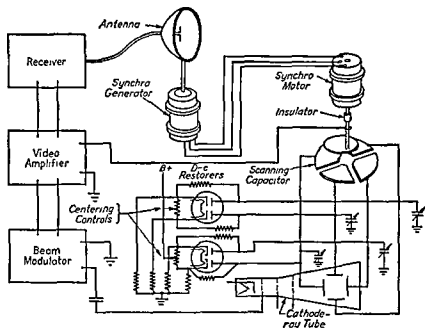 Antenna
Receiver
Synchro
Generator
Synchro
Motor
Insulator
Video
Amplifier
Scanning
Capacitor
B+
D-c
Restorers
Centering
Controls
Beam
Modulator
Cathode-
ray Tube